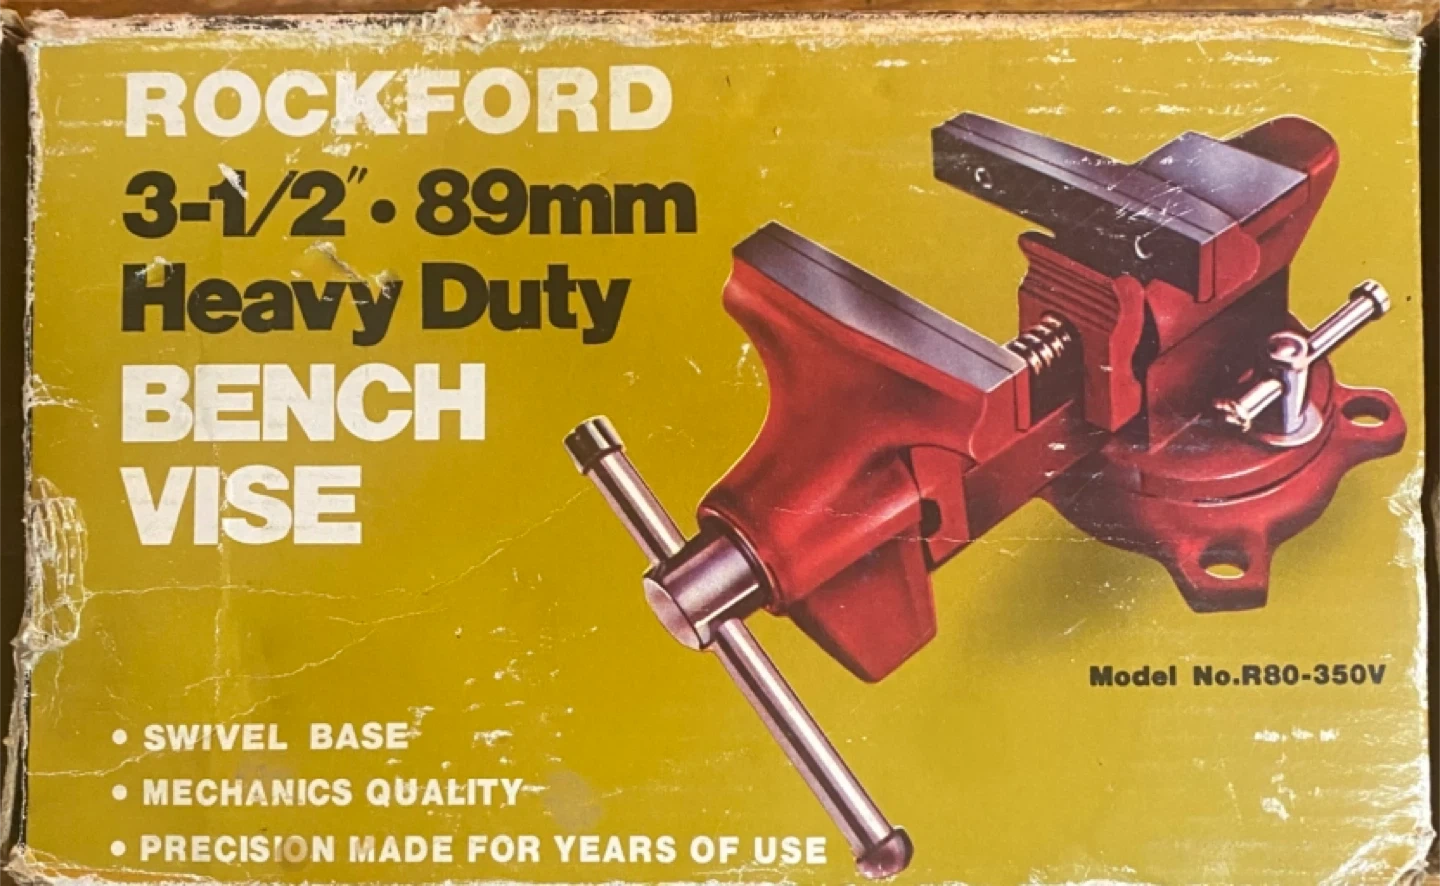 ROCKFORD
3-1/2" • 89mm
Heavy Duty
BENCH
VISE
Model No.R80-350V
• SWIVEL BASE
• MECHANICS QUALITY
• PRECISION MADE FOR YEARS OF USE